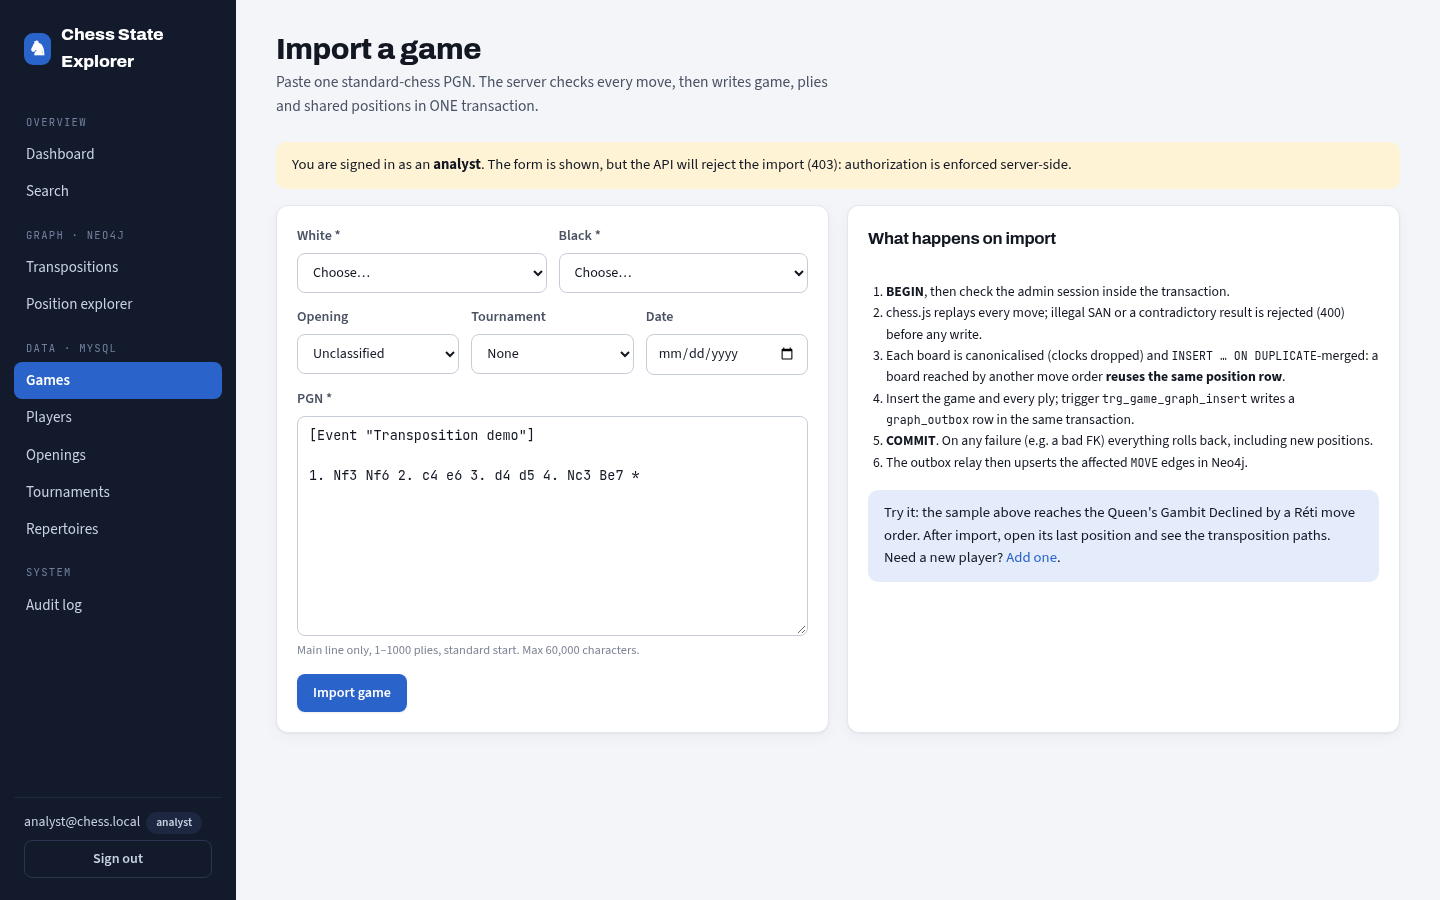 Chess State
Explorer
OVERVIEW
Dashboard
Search
GRAPH · NEO4J
Transpositions
Position explorer
DATA · MYSQL
Games
Players
Openings
Tournaments
Repertoires
SYSTEM
Audit log
analyst@chess.local analyst
Sign out
Import a game
Paste one standard-chess PGN. The server checks every move, then writes game, plies
and shared positions in ONE transaction.
You are signed in as an analyst. The form is shown, but the API will reject the import (403): authorization is enforced server-side.
White * Black *
Choose… Choose…
Opening Tournament Date
Unclassified None mm/dd/yyyy
PGN *
[Event "Transposition demo"]
1. Nf3 Nf6 2. c4 e6 3. d4 d5 4. Nc3 Be7 *
Main line only, 1–1000 plies, standard start. Max 60,000 characters.
Import game
What happens on import
1. BEGIN, then check the admin session inside the transaction.
2. chess.js replays every move; illegal SAN or a contradictory result is rejected (400)
before any write.
3. Each board is canonicalised (clocks dropped) and INSERT … ON DUPLICATE-merged: a
board reached by another move order reuses the same position row.
4. Insert the game and every ply; trigger trg_game_graph_insert writes a
graph_outbox row in the same transaction.
5. COMMIT. On any failure (e.g. a bad FK) everything rolls back, including new positions.
6. The outbox relay then upserts the affected MOVE edges in Neo4j.
Try it: the sample above reaches the Queen's Gambit Declined by a Réti move
order. After import, open its last position and see the transposition paths.
Need a new player? Add one.